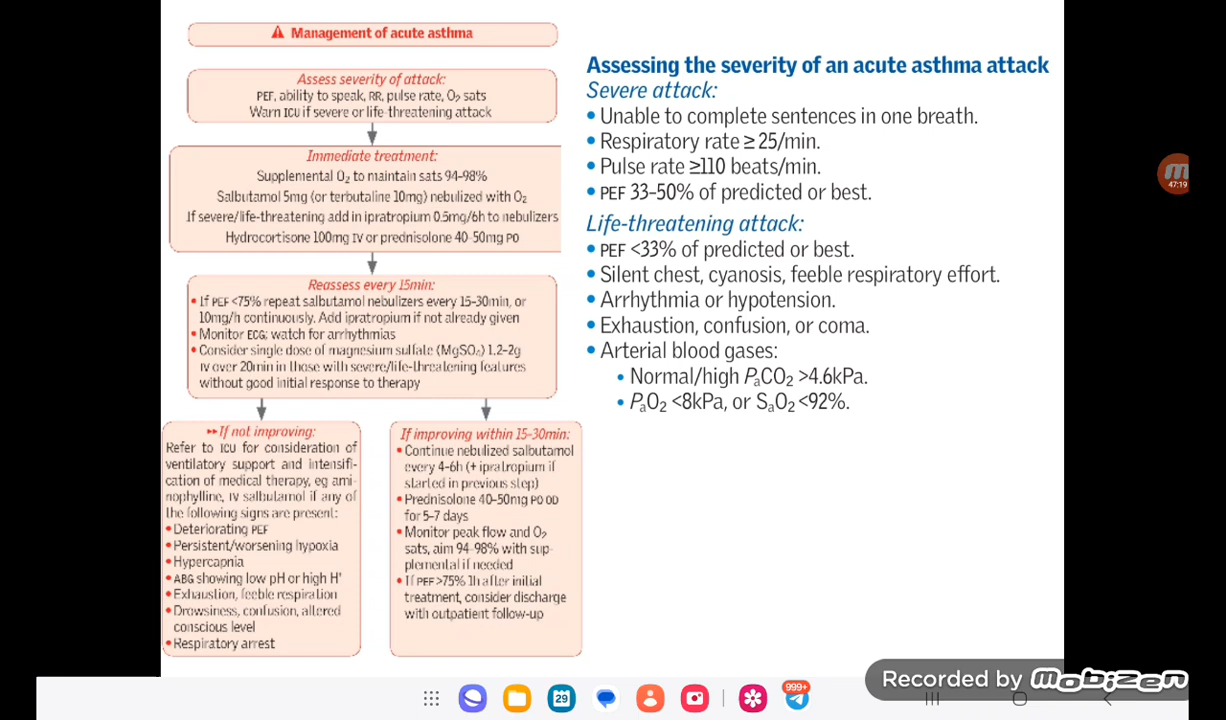 Management of acute asthma
Assess severity of attack:
PEF, ability to speak, RR, pulse rate, O₂ sats
Warn ICU if severe or life-threatening attack
Immediate treatment:
Supplemental O₂ to maintain sats 94-98%
Salbutamol 5mg (or terbutaline 10mg) nebulized with O₂
If severe/life-threatening add in ipratropium 0.5mg/6h to nebulizers
Hydrocortisone 100mg IV or prednisolone 40-50mg PO
Reassess every 15min:
• If PEF <75% repeat salbutamol nebulizers every 15-30min, or
10mg/h continuously. Add ipratropium if not already given
• Monitor ECG; watch for arrhythmias
• Consider single dose of magnesium sulfate (MgSO₄) 1.2-2g
IV over 20min in those with severe/life-threatening features
without good initial response to therapy
▸▸If not improving:
Refer to ICU for consideration of
ventilatory support and intensifi-
cation of medical therapy, eg ami-
nophylline, IV salbutamol if any of
the following signs are present:
• Deteriorating PEF
• Persistent/worsening hypoxia
• Hypercapnia
• ABG showing low pH or high H⁺
• Exhaustion, feeble respiration
• Drowsiness, confusion, altered
conscious level
• Respiratory arrest
If improving within 15-30min:
• Continue nebulized salbutamol
every 4-6h (+ ipratropium if
started in previous step)
• Prednisolone 40-50mg PO OD
for 5-7 days
• Monitor peak flow and O₂
sats, aim 94-98% with sup-
plemental if needed
• If PEF >75% 1h after initial
treatment, consider discharge
with outpatient follow-up
Assessing the severity of an acute asthma attack
Severe attack:
• Unable to complete sentences in one breath.
• Respiratory rate ≥ 25/min.
• Pulse rate ≥110 beats/min.
• PEF 33-50% of predicted or best.
Life-threatening attack:
• PEF <33% of predicted or best.
• Silent chest, cyanosis, feeble respiratory effort.
• Arrhythmia or hypotension.
• Exhaustion, confusion, or coma.
• Arterial blood gases:
• Normal/high PₐCO₂ >4.6kPa.
• PₐO₂ <8kPa, or SₐO₂ <92%.
47:19
29
999+
Recorded by mobizen